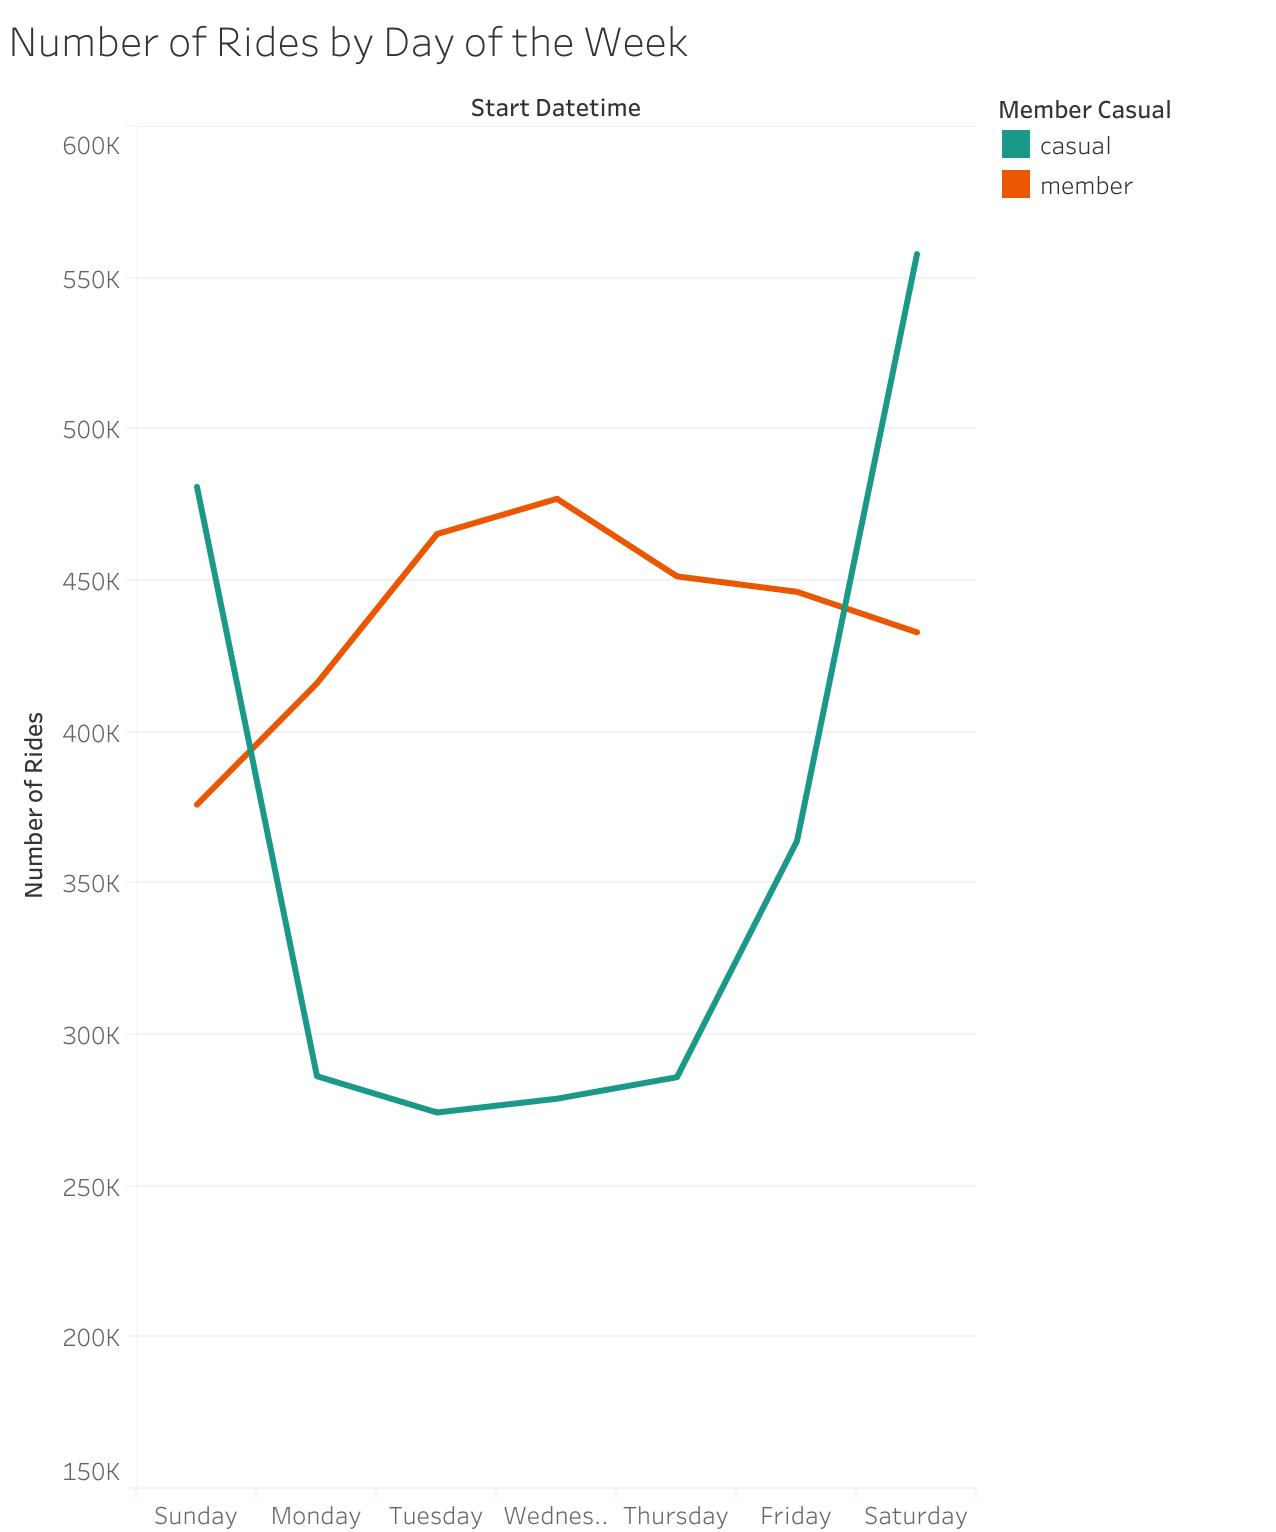 Number of Rides by Day of the Week
Start Datetime
Member Casual
casual
member
600K
550K
500K
450K
400K
350K
300K
250K
200K
150K
Number of Rides
Sunday
Monday
Tuesday
Wednes..
Thursday
Friday
Saturday